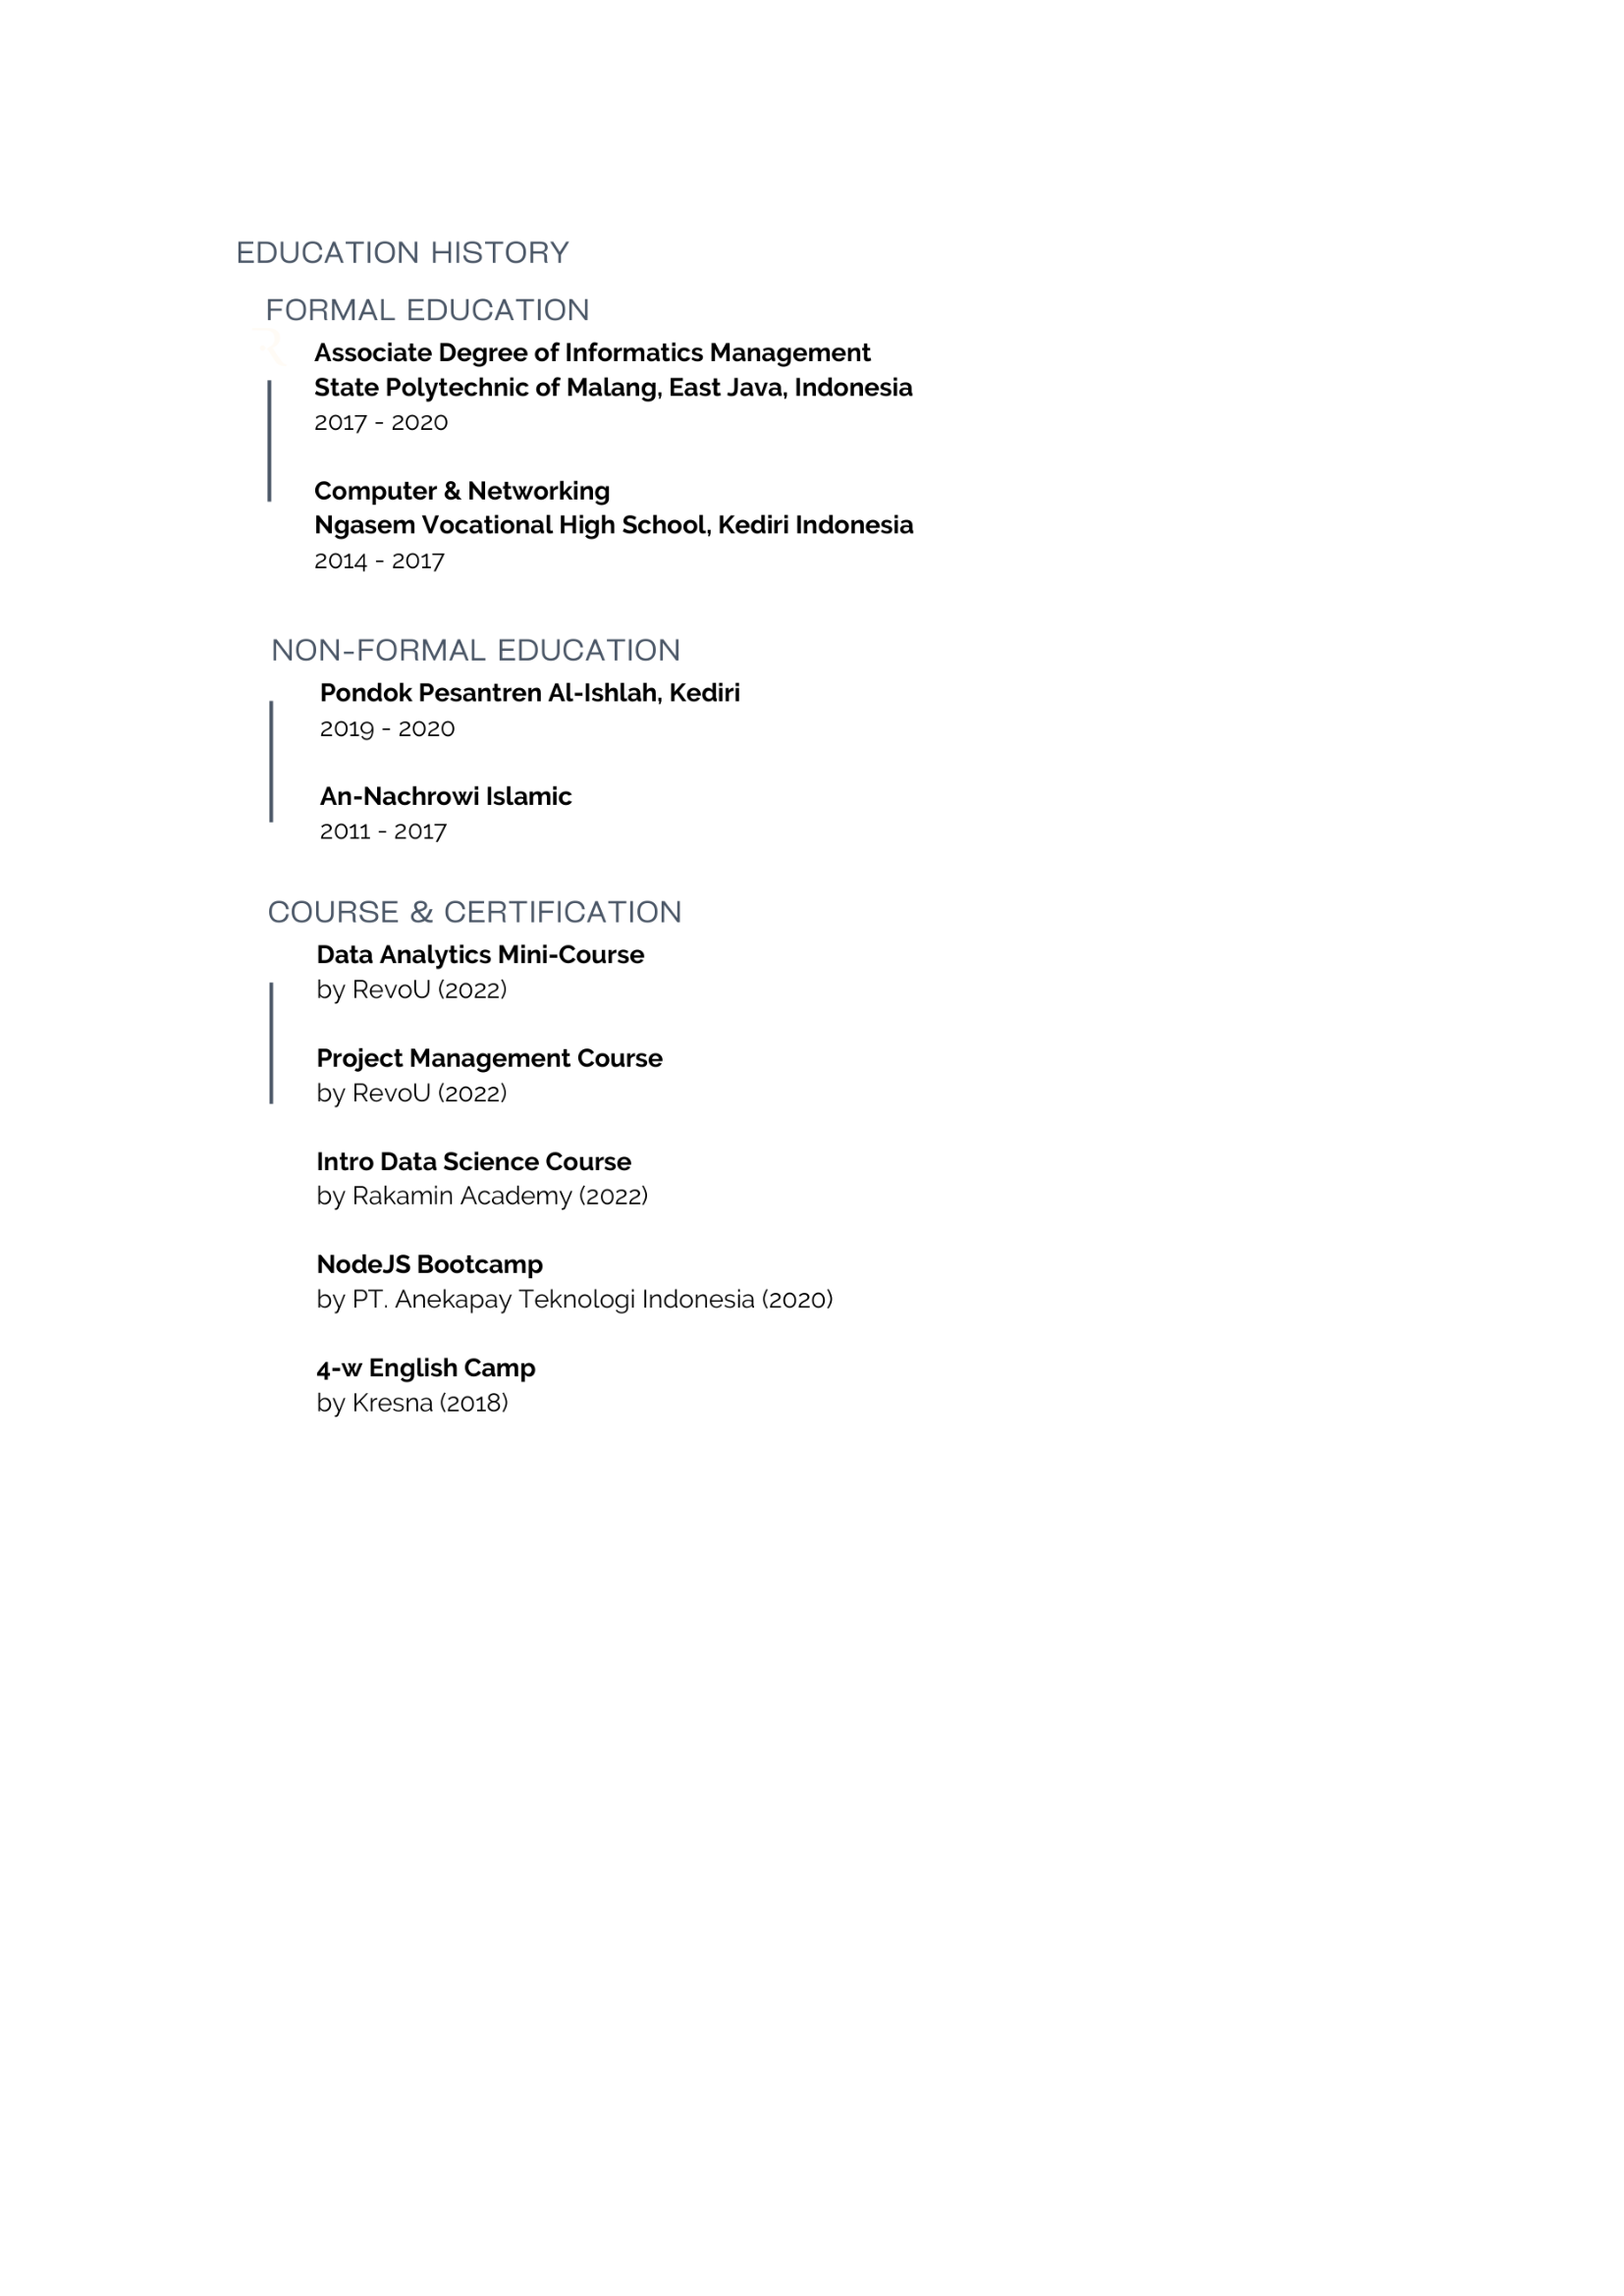 EDUCATION HISTORY
FORMAL EDUCATION
R
Associate Degree of Informatics Management
State Polytechnic of Malang, East Java, Indonesia
2017 - 2020
Computer & Networking
Ngasem Vocational High School, Kediri Indonesia
2014 - 2017
NON-FORMAL EDUCATION
Pondok Pesantren Al-Ishlah, Kediri
2019 - 2020
An-Nachrowi Islamic
2011 - 2017
COURSE & CERTIFICATION
Data Analytics Mini-Course
by RevoU (2022)
Project Management Course
by RevoU (2022)
Intro Data Science Course
by Rakamin Academy (2022)
NodeJS Bootcamp
by PT. Anekapay Teknologi Indonesia (2020)
4-w English Camp
by Kresna (2018)